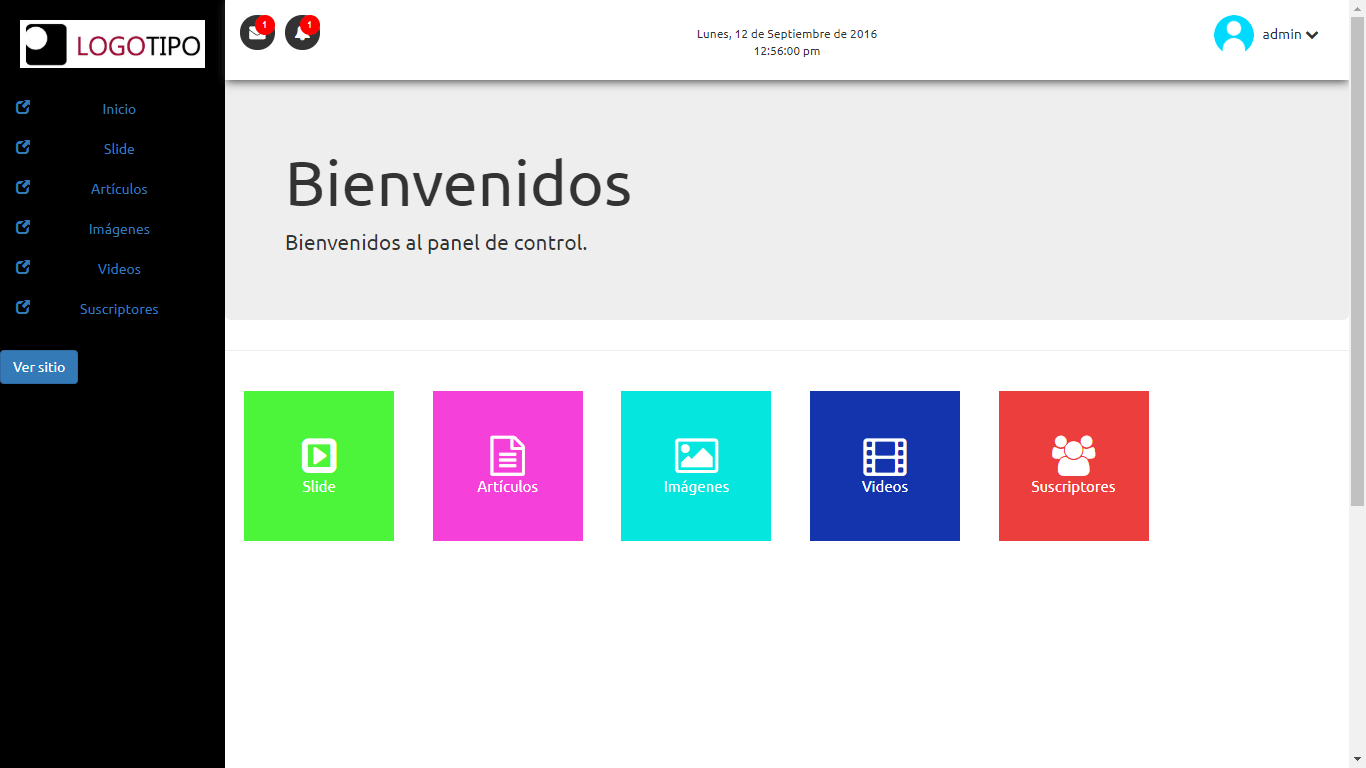 LOGOTIPO
Inicio
Slide
Artículos
Imágenes
Videos
Suscriptores
Ver sitio
1
1
Lunes, 12 de Septiembre de 2016
12:56:00 pm
admin
Bienvenidos
Bienvenidos al panel de control.
Slide
Artículos
Imágenes
Videos
Suscriptores